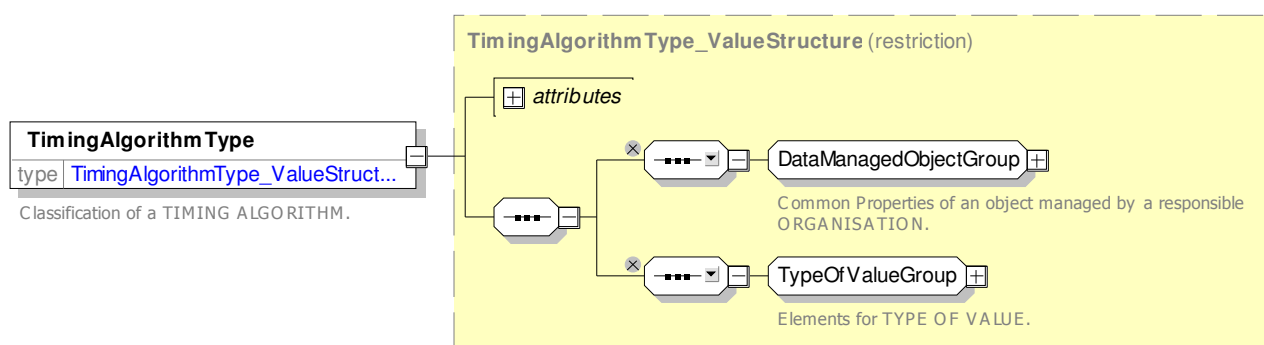 TimingAlgorithmType_ValueStructure (restriction)
attributes
TimingAlgorithmType
type TimingAlgorithmType_ValueStruct...
Classification of a TIMING ALGORITHM.
DataManagedObjectGroup
Common Properties of an object managed by a responsible
ORGANISATION.
TypeOfValueGroup
Elements for TYPE OF VALUE.